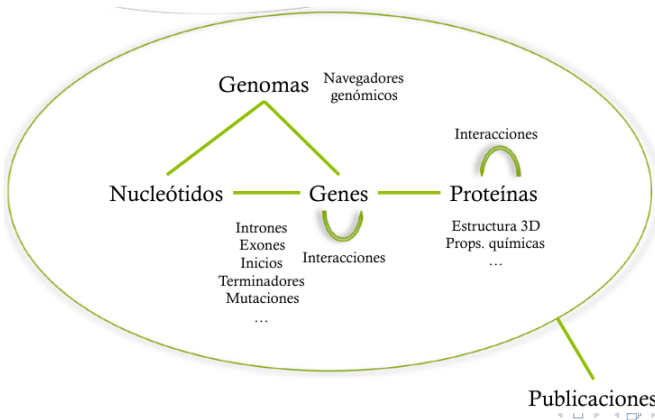 Genomas
Navegadores
genómicos
Interacciones
Nucleótidos
Genes
Proteínas
Intrones
Exones
Inicios
Terminadores
Mutaciones
...
Interacciones
Estructura 3D
Props. químicas
...
Publicaciones